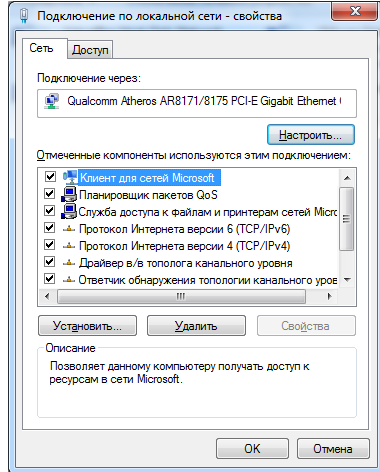 Подключение по локальной сети - свойства
Сеть Доступ
Подключение через:
Qualcomm Atheros AR8171/8175 PCI-E Gigabit Ethernet
Настроить...
Отмеченные компоненты используются этим подключением:
Клиент для сетей Microsoft
Планировщик пакетов QoS
Служба доступа к файлам и принтерам сетей Micro
Протокол Интернета версии 6 (TCP/IPv6)
Протокол Интернета версии 4 (TCP/IPv4)
Драйвер в/в тополога канального уровня
Ответчик обнаружения топологии канального уров
Установить... Удалить Свойства
Описание
Позволяет данному компьютеру получать доступ к
ресурсам в сети Microsoft.
OK Отмена